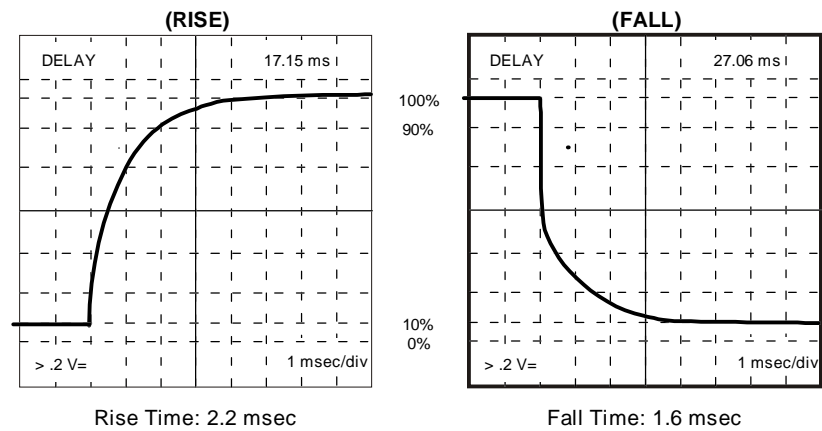 (RISE)
(FALL)
DELAY 17.15 ms
DELAY 27.06 ms
100%
90%
10%
0%
> .2 V= 1 msec/div
> .2 V= 1 msec/div
Rise Time: 2.2 msec
Fall Time: 1.6 msec